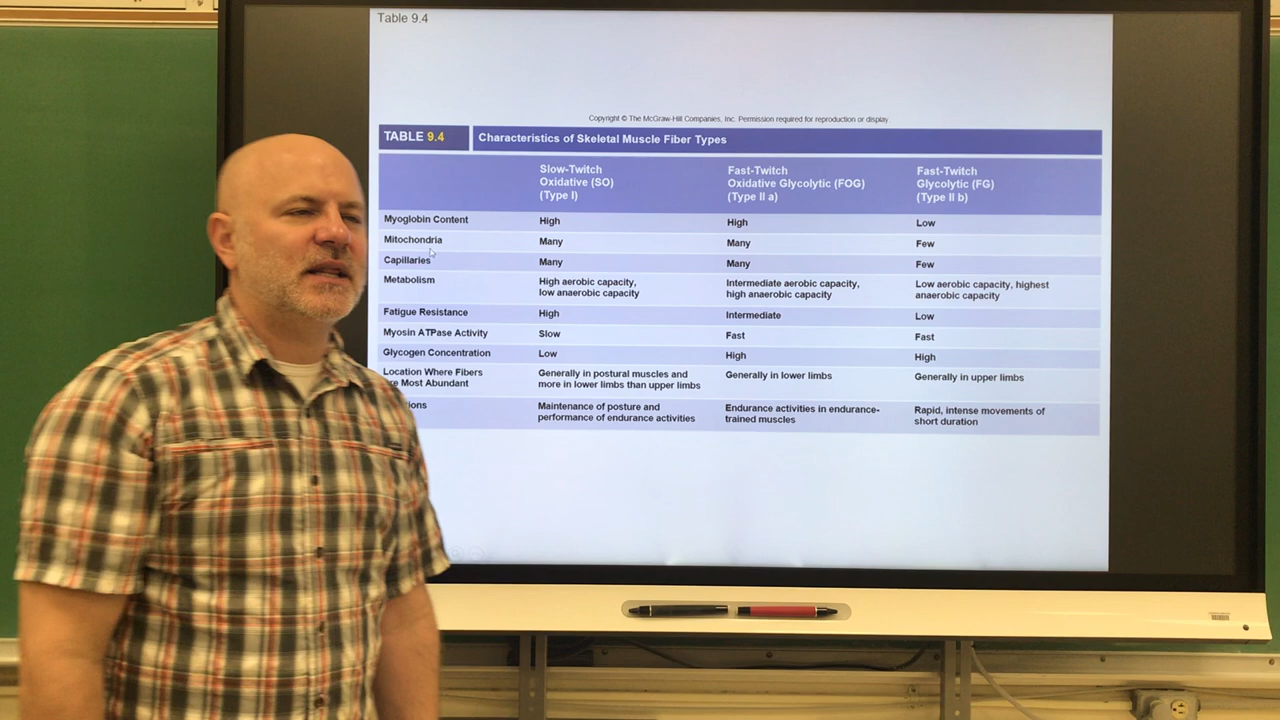 Table 9.4
Copyright © The McGraw-Hill Companies, Inc. Permission required for reproduction or display.
TABLE 9.4 Characteristics of Skeletal Muscle Fiber Types
Slow-Twitch Fast-Twitch Fast-Twitch
Oxidative (SO) Oxidative Glycolytic (FOG) Glycolytic (FG)
(Type I) (Type II a) (Type II b)
Myoglobin Content High High Low
Mitochondria Many Many Few
Capillaries Many Many Few
Metabolism High aerobic capacity, Intermediate aerobic capacity, Low aerobic capacity, highest
low anaerobic capacity high anaerobic capacity anaerobic capacity
Fatigue Resistance High Intermediate Low
Myosin ATPase Activity Slow Fast Fast
Glycogen Concentration Low High High
Location Where Fibers Generally in postural muscles and Generally in lower limbs Generally in upper limbs
Most Abundant more in lower limbs than upper limbs
Maintenance of posture and Endurance activities in endurance- Rapid, intense movements of
performance of endurance activities trained muscles short duration